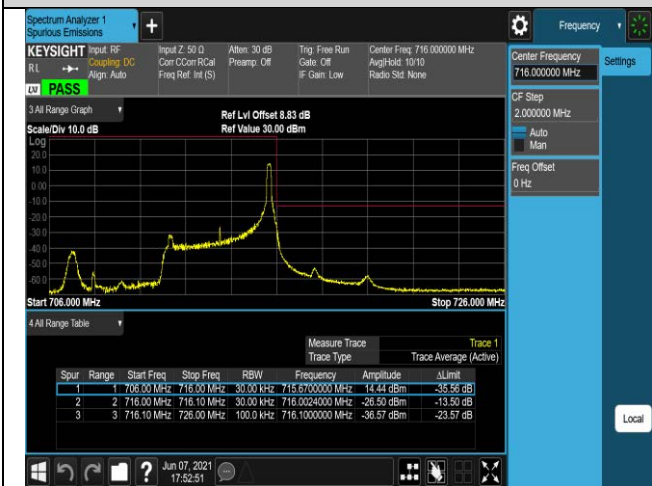 Spectrum Analyzer 1
Spurious Emissions
Frequency
KEYSIGHT
Input: RF
Input Z: 50 Ω
Atten: 30 dB
Trig: Free Run
Center Freq: 716.000000 MHz
R L
Coupling: DC
Corr CCorr RCal
Preamp: Off
Gate: Off
Avg|Hold: 10/10
Align: Auto
Freq Ref: Int (S)
IF Gain: Low
Radio Std: None
LXI
PASS
Center Frequency
716.000000 MHz
Settings
CF Step
2.000000 MHz
Auto
Man
Freq Offset
0 Hz
3 All Range Graph
Ref Lvl Offset 8.83 dB
Scale/Div 10.0 dB
Ref Value 30.00 dBm
Log
20.0
10.0
0.00
-10.0
-20.0
-30.0
-40.0
-50.0
-60.0
Start 706.000 MHz
Stop 726.000 MHz
4 All Range Table
Measure Trace Trace 1
Trace Type Trace Average (Active)
Spur Range Start Freq Stop Freq RBW Frequency Amplitude ΔLimit
1 1 706.00 MHz 716.00 MHz 30.00 kHz 715.6700000 MHz 14.44 dBm -35.56 dB
2 2 716.00 MHz 716.10 MHz 30.00 kHz 716.0024000 MHz -26.50 dBm -13.50 dB
3 3 716.10 MHz 726.00 MHz 100.0 kHz 716.1000000 MHz -36.57 dBm -23.57 dB
Local
?
Jun 07, 2021
17:52:51